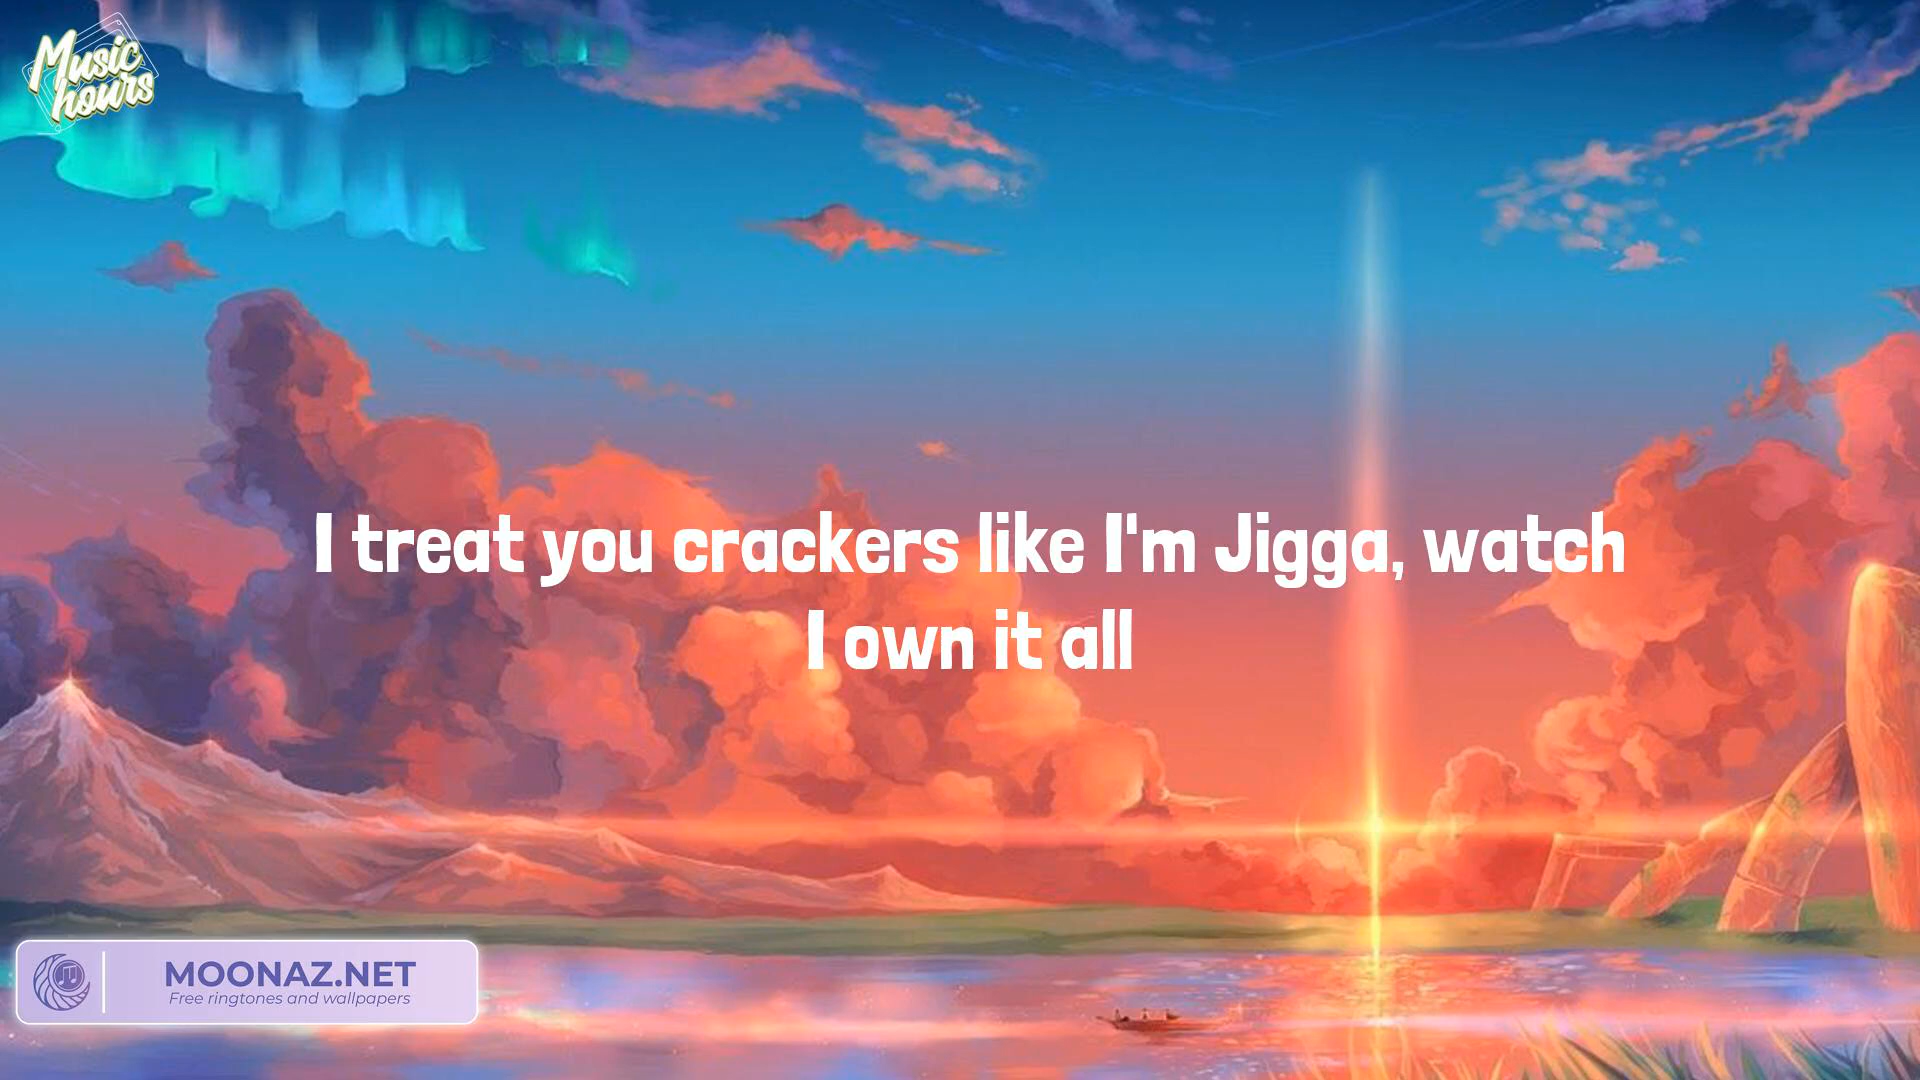 Music
hours
I treat you crackers like I'm Jigga, watch
I own it all
MOONAZ.NET
Free ringtones and wallpapers